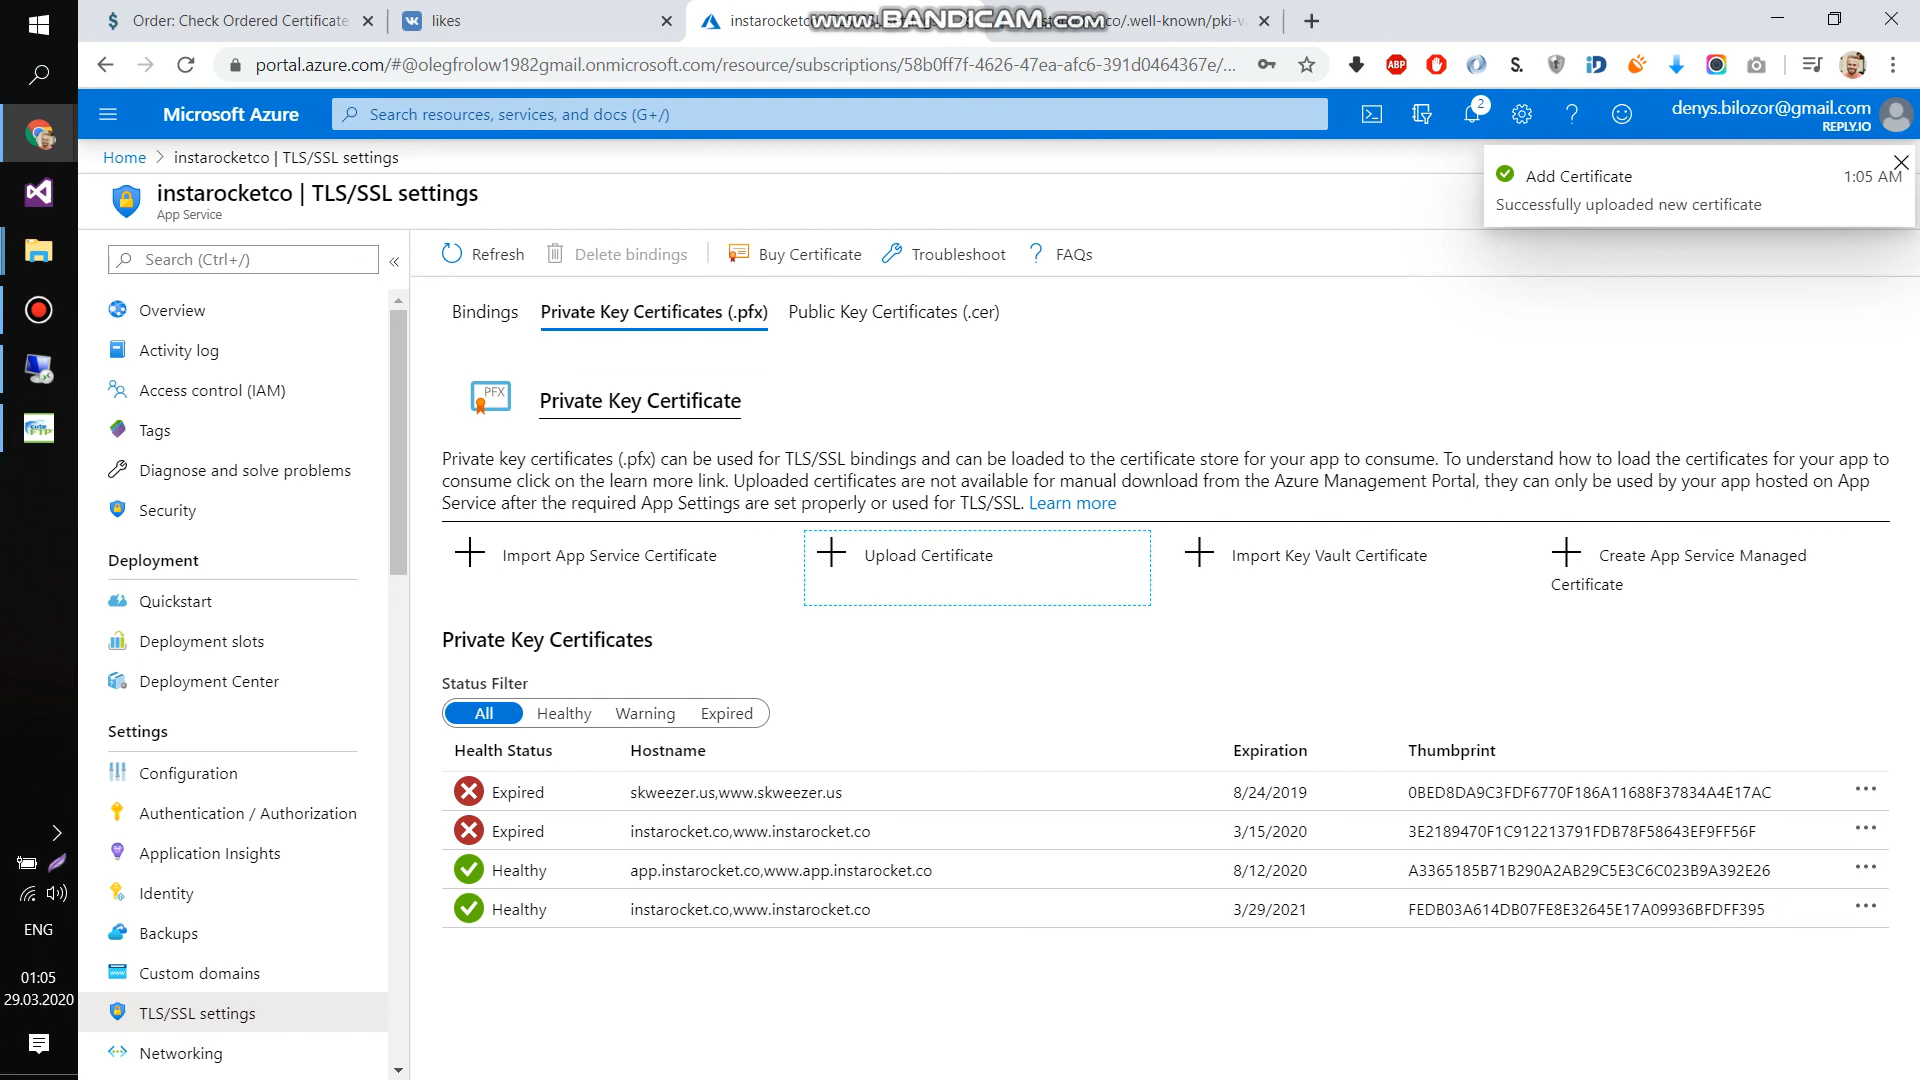 Order: Check Ordered Certificate
likes
www.BANDICAM.com
portal.azure.com/#@olegfrolow1982gmail.onmicrosoft.com/resource/subscriptions/58b0ff7f-4626-47ea-afc6-391d0464367e/...
Microsoft Azure
Search resources, services, and docs (G+/)
2
denys.bilozor@gmail.com
REPLY.IO
Home > instarocketco | TLS/SSL settings
instarocketco | TLS/SSL settings
App Service
Add Certificate
1:05 AM
Successfully uploaded new certificate
Search (Ctrl+/)
Overview
Activity log
Access control (IAM)
Tags
Diagnose and solve problems
Security
Deployment
Quickstart
Deployment slots
Deployment Center
Settings
Configuration
Authentication / Authorization
Application Insights
Identity
Backups
Custom domains
TLS/SSL settings
Networking
Refresh
Delete bindings
Buy Certificate
Troubleshoot
FAQs
Bindings
Private Key Certificates (.pfx)
Public Key Certificates (.cer)
PFX
Private Key Certificate
Private key certificates (.pfx) can be used for TLS/SSL bindings and can be loaded to the certificate store for your app to consume. To understand how to load the certificates for your app to
consume click on the learn more link. Uploaded certificates are not available for manual download from the Azure Management Portal, they can only be used by your app hosted on App
Service after the required App Settings are set properly or used for TLS/SSL. Learn more
Import App Service Certificate
Upload Certificate
Import Key Vault Certificate
Create App Service Managed
Certificate
Private Key Certificates
Status Filter
All Healthy Warning Expired
Health Status Hostname Expiration Thumbprint
Expired skweezer.us,www.skweezer.us 8/24/2019 0BED8DA9C3FDF6770F186A11688F37834A4E17AC
Expired instarocket.co,www.instarocket.co 3/15/2020 3E2189470F1C912213791FDB78F58643EF9FF56F
Healthy app.instarocket.co,www.app.instarocket.co 8/12/2020 A3365185B71B290A2AB29C5E3C6C023B9A392E26
Healthy instarocket.co,www.instarocket.co 3/29/2021 FEDB03A614DB07FE8E32645E17A09936BFDFF395
ENG
01:05
29.03.2020